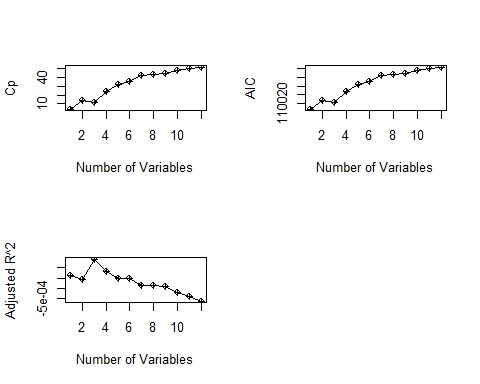 Cp
10 40
2 4 6 8 10
Number of Variables
AIC
110020
2 4 6 8 10
Number of Variables
Adjusted R^2
-5e-04
2 4 6 8 10
Number of Variables